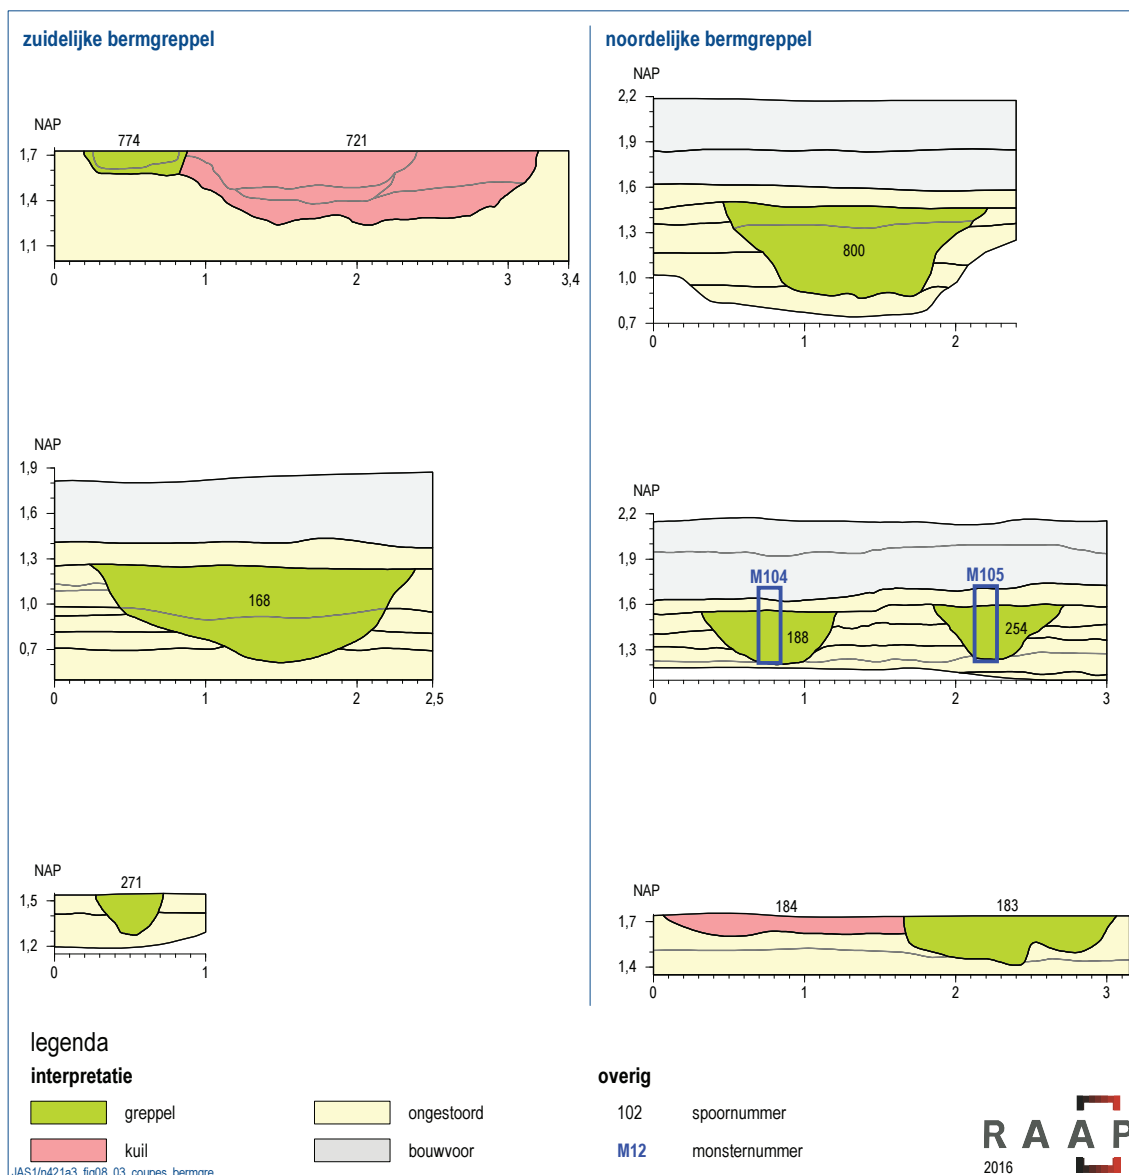 zuidelijke bermgreppel
NAP
774 721
1,7
1,4
1,1
0 1 2 3 3,4
NAP
1,9
1,6
1,3
1,0
0,7
168
0 1 2 2,5
NAP
271
1,5
1,2
0 1
noordelijke bermgreppel
NAP
2,2
1,9
1,6
1,3
1,0
0,7
800
0 1 2
NAP
2,2
1,9
1,6
1,3
M104 M105
188 254
0 1 2 3
NAP
184 183
1,7
1,4
0 1 2 3
legenda
interpretatie
greppel
kuil
ongestoord
bouwvoor
overig
102 spoornummer
M12 monsternummer
RAAP
2016
JAS1/n421a3_fig08_03_coupes_bermgre